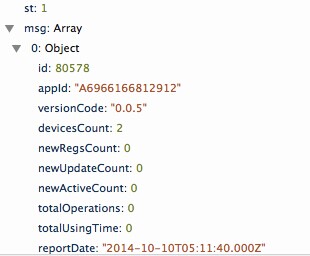 st: 1
msg: Array
0: Object
id: 80578
appId: "A6966166812912"
versionCode: "0.0.5"
devicesCount: 2
newRegsCount: 0
newUpdateCount: 0
newActiveCount: 0
totalOperations: 0
totalUsingTime: 0
reportDate: "2014-10-10T05:11:40.000Z"